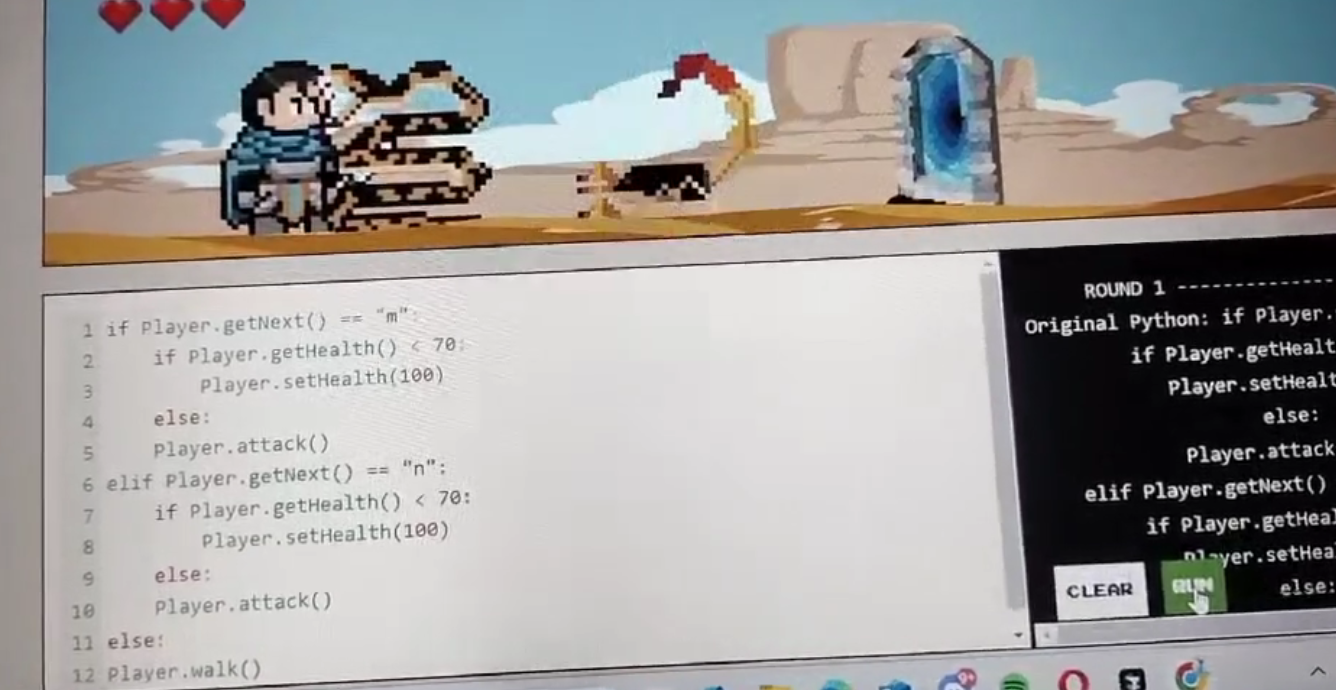 1 if Player.getNext() == "m":
2 if Player.getHealth() < 70:
3 Player.setHealth(100)
4 else:
5 Player.attack()
6 elif Player.getNext() == "n":
7 if Player.getHealth() < 70:
8 Player.setHealth(100)
9 else:
10 Player.attack()
11 else:
12 Player.walk()
ROUND 1 -------------
Original Python: if Player.
if Player.getHealt
Player.setHealt
else:
Player.attack
elif Player.getNext()
if Player.getHeal
Player.setHea
else:
CLEAR
RUN
9+